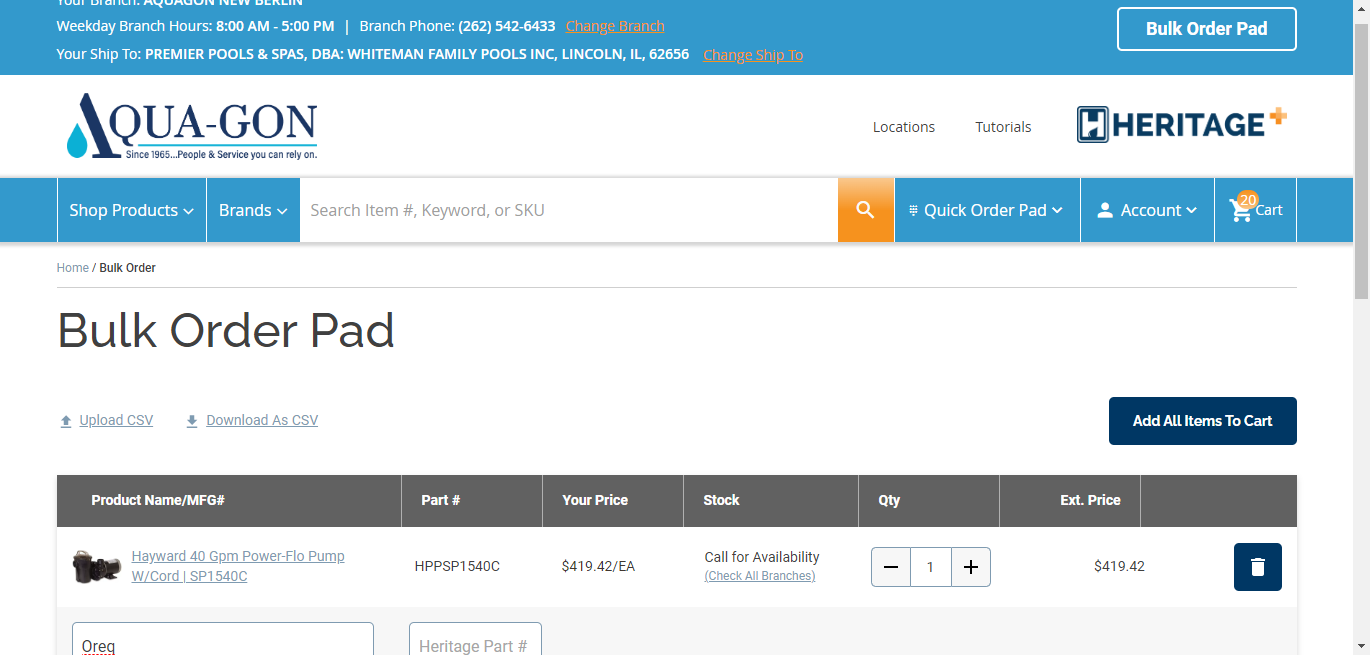 Your Branch: AQUAGON NEW BERLIN
Weekday Branch Hours: 8:00 AM - 5:00 PM | Branch Phone: (262) 542-6433 Change Branch
Your Ship To: PREMIER POOLS & SPAS, DBA: WHITEMAN FAMILY POOLS INC, LINCOLN, IL, 62656 Change Ship To
Bulk Order Pad
AQUA-GON
Since 1965...People & Service you can rely on.
Locations Tutorials
HERITAGE+
Shop Products Brands Search Item #, Keyword, or SKU Quick Order Pad Account 20 Cart
Home / Bulk Order
Bulk Order Pad
Upload CSV Download As CSV Add All Items To Cart
Product Name/MFG# Part # Your Price Stock Qty Ext. Price
Hayward 40 Gpm Power-Flo Pump
W/Cord | SP1540C
HPPSP1540C $419.42/EA
Call for Availability
(Check All Branches)
1 $419.42
Oreq Heritage Part #